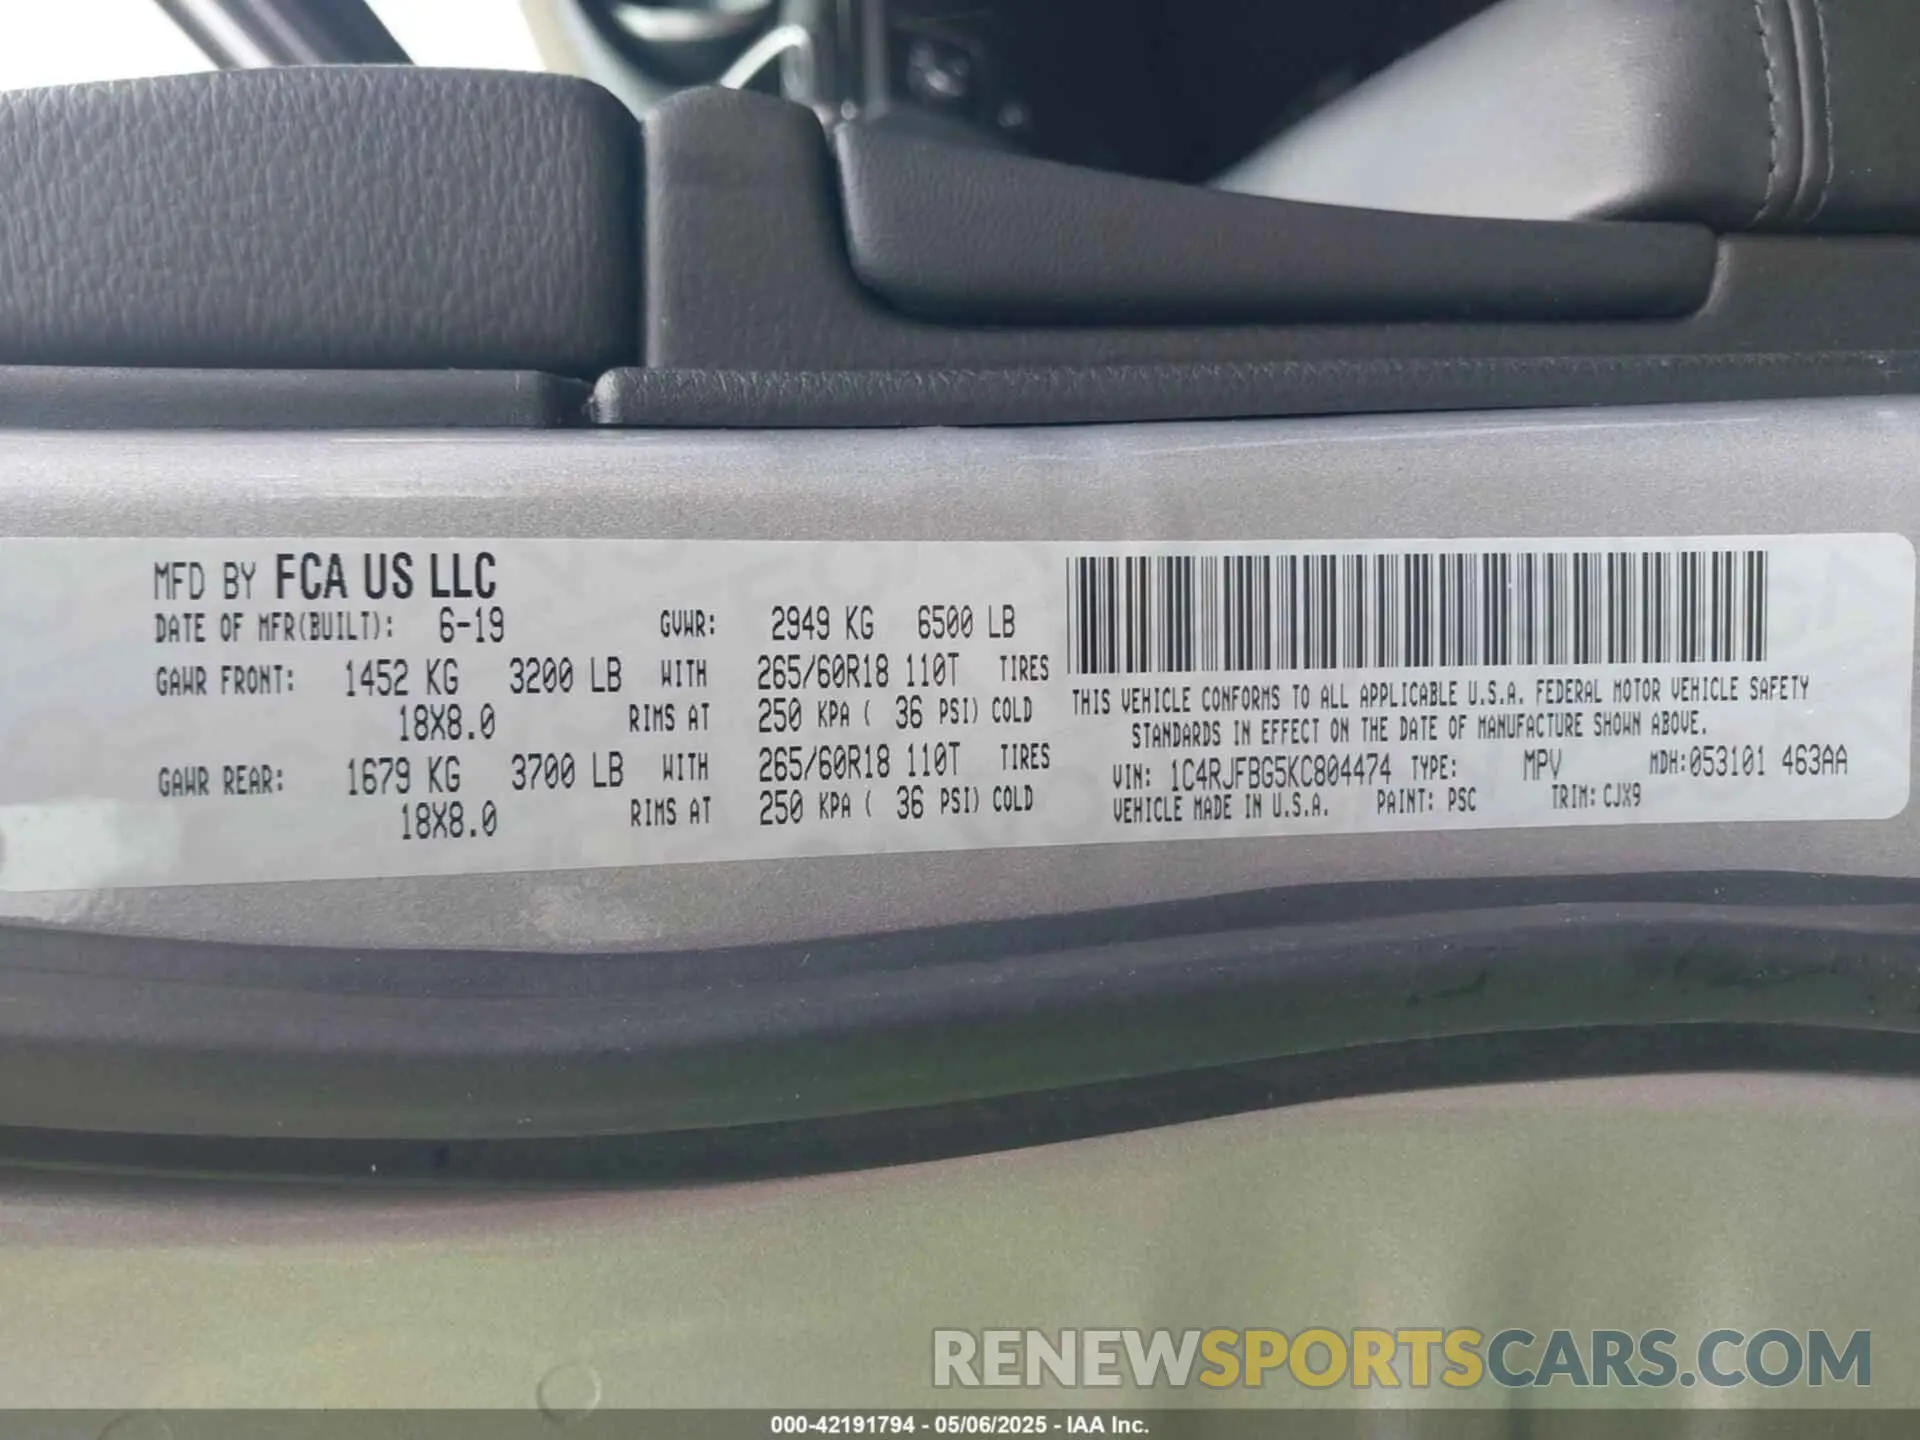 MFD BY FCA US LLC
DATE OF MFR(BUILT): 6-19 GVWR: 2949 KG 6500 LB
GAWR FRONT: 1452 KG 3200 LB WITH 265/60R18 110T TIRES
18X8.0 RIMS AT 250 KPA ( 36 PSI) COLD
GAWR REAR: 1679 KG 3700 LB WITH 265/60R18 110T TIRES
18X8.0 RIMS AT 250 KPA ( 36 PSI) COLD
THIS VEHICLE CONFORMS TO ALL APPLICABLE U.S.A. FEDERAL MOTOR VEHICLE SAFETY
STANDARDS IN EFFECT ON THE DATE OF MANUFACTURE SHOWN ABOVE.
VIN: 1C4RJFBG5KC804474 TYPE: MPV MDH:053101 463AA
VEHICLE MADE IN U.S.A. PAINT: PSC TRIM: CJX9
RENEWSPORTSCARS.COM
000-42191794 - 05/06/2025 - IAA Inc.